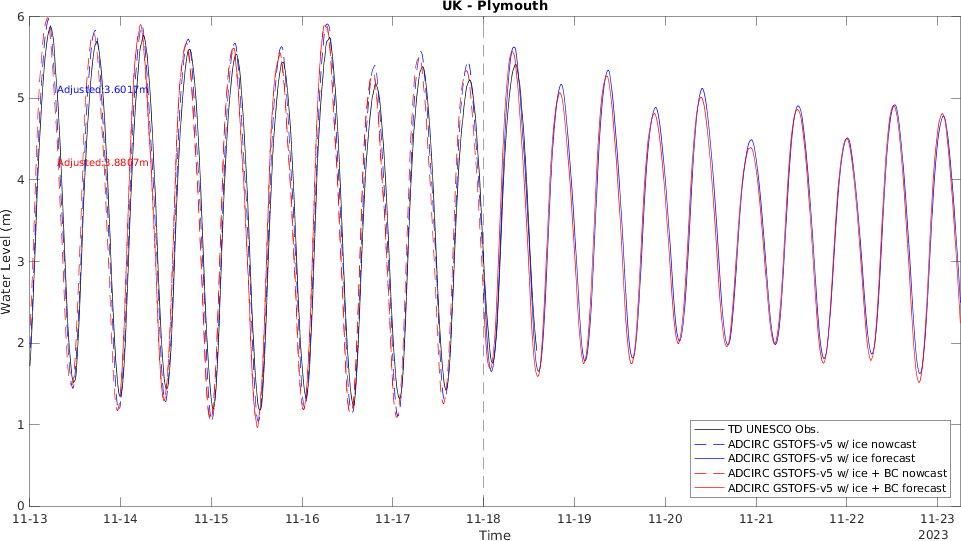 UK - Plymouth
6
5
4
3
2
1
0
Water Level (m)
Adjusted:3.6017m
Adjusted:3.8807m
TD UNESCO Obs.
ADCIRC GSTOFS-v5 w/ ice nowcast
ADCIRC GSTOFS-v5 w/ ice forecast
ADCIRC GSTOFS-v5 w/ ice + BC nowcast
ADCIRC GSTOFS-v5 w/ ice + BC forecast
11-13 11-14 11-15 11-16 11-17 11-18 11-19 11-20 11-21 11-22 11-23
Time
2023